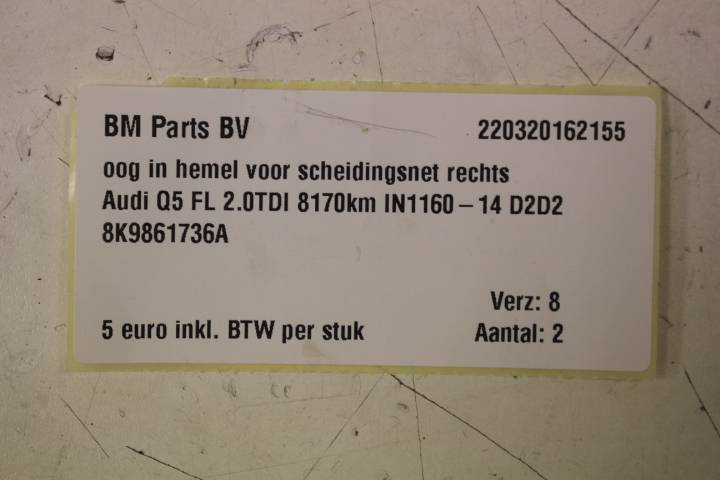 BM Parts BV 220320162155
oog in hemel voor scheidingsnet rechts
Audi Q5 FL 2.0TDI 8170km IN1160-14 D2D2
8K9861736A
Verz: 8
5 euro inkl. BTW per stuk Aantal: 2